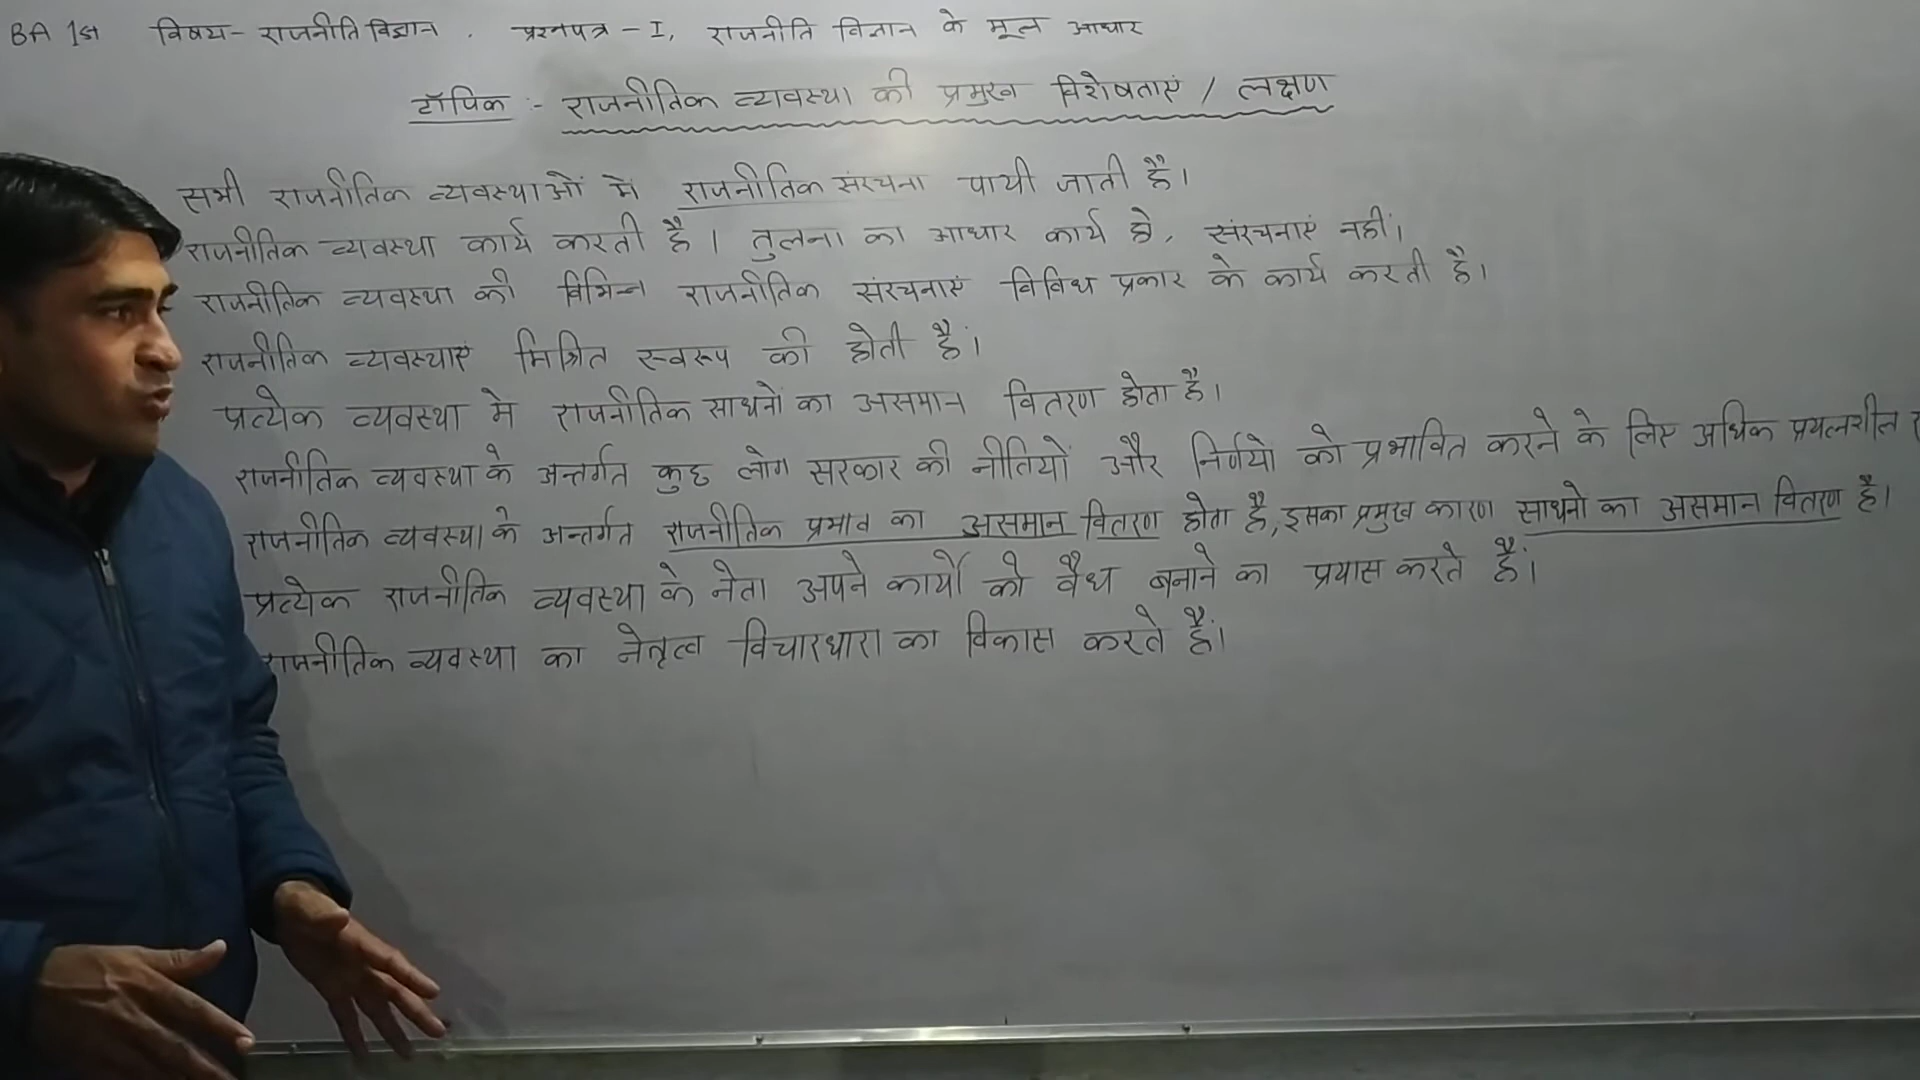 BA 1st विषय- राजनीति विज्ञान . प्रश्नपत्र - I, राजनीति विज्ञान के मूल आधार
टॉपिक :- राजनीतिक व्यवस्था की प्रमुख विशेषताएं / लक्षण
सभी राजनीतिक व्यवस्थाओं में राजनीतिक संरचना पायी जाती है।
राजनीतिक व्यवस्था कार्य करती है। तुलना का आधार कार्य हो, संरचनाएं नहीं।
राजनीतिक व्यवस्था की विभिन्न राजनीतिक संरचनाएं विविध प्रकार के कार्य करती है।
राजनीतिक व्यवस्थाएं मिश्रित स्वरूप की होती हैं।
प्रत्येक व्यवस्था मे राजनीतिक साधनों का असमान वितरण होता है।
राजनीतिक व्यवस्था के अन्तर्गत कुछ लोग सरकार की नीतियों और निर्णयो को प्रभावित करने के लिए अधिक प्रयत्नशील
राजनीतिक व्यवस्था के अन्तर्गत राजनीतिक प्रभाव का असमान वितरण होता है, इसका प्रमुख कारण साधनो का असमान वितरण है।
प्रत्येक राजनीतिक व्यवस्था के नेता अपने कार्यों को वैध बनाने का प्रयास करते हैं।
राजनीतिक व्यवस्था का नेतृत्व विचारधारा का विकास करते हैं।